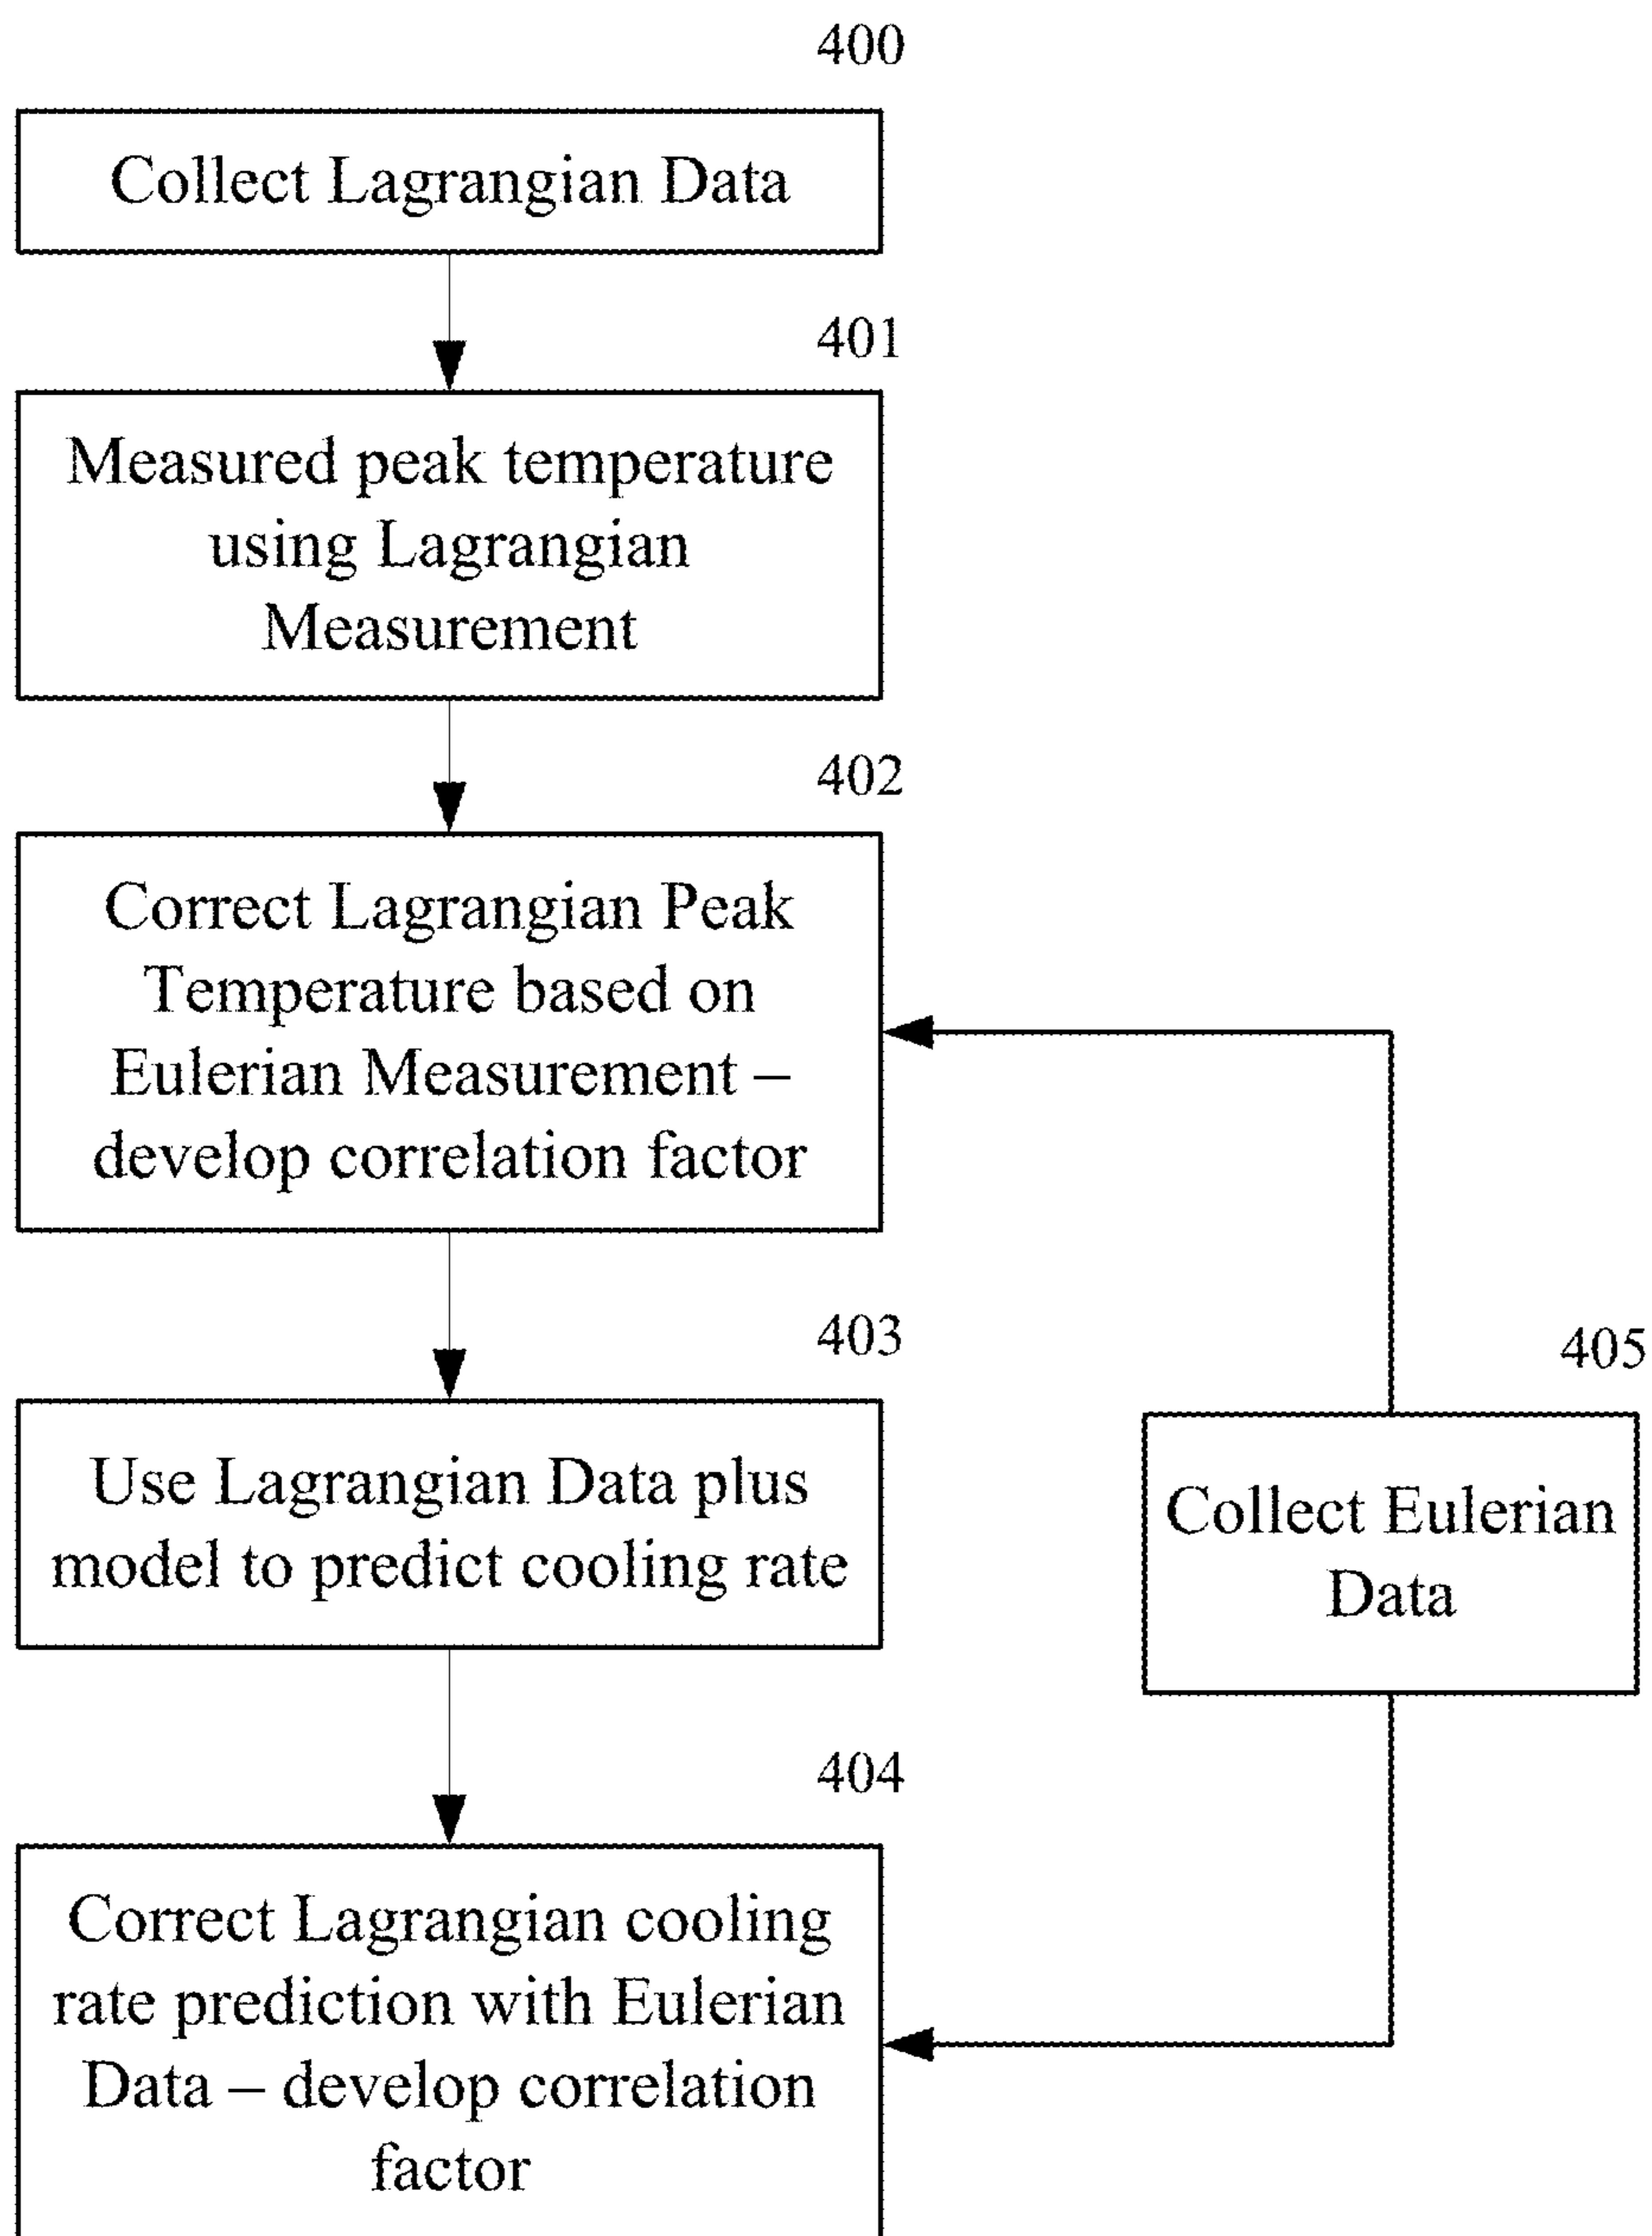 400
Collect Lagrangian Data
401
Measured peak temperature
using Lagrangian
Measurement
402
Correct Lagrangian Peak
Temperature based on
Eulerian Measurement –
develop correlation factor
403
Use Lagrangian Data plus
model to predict cooling rate
405
Collect Eulerian
Data
404
Correct Lagrangian cooling
rate prediction with Eulerian
Data – develop correlation
factor